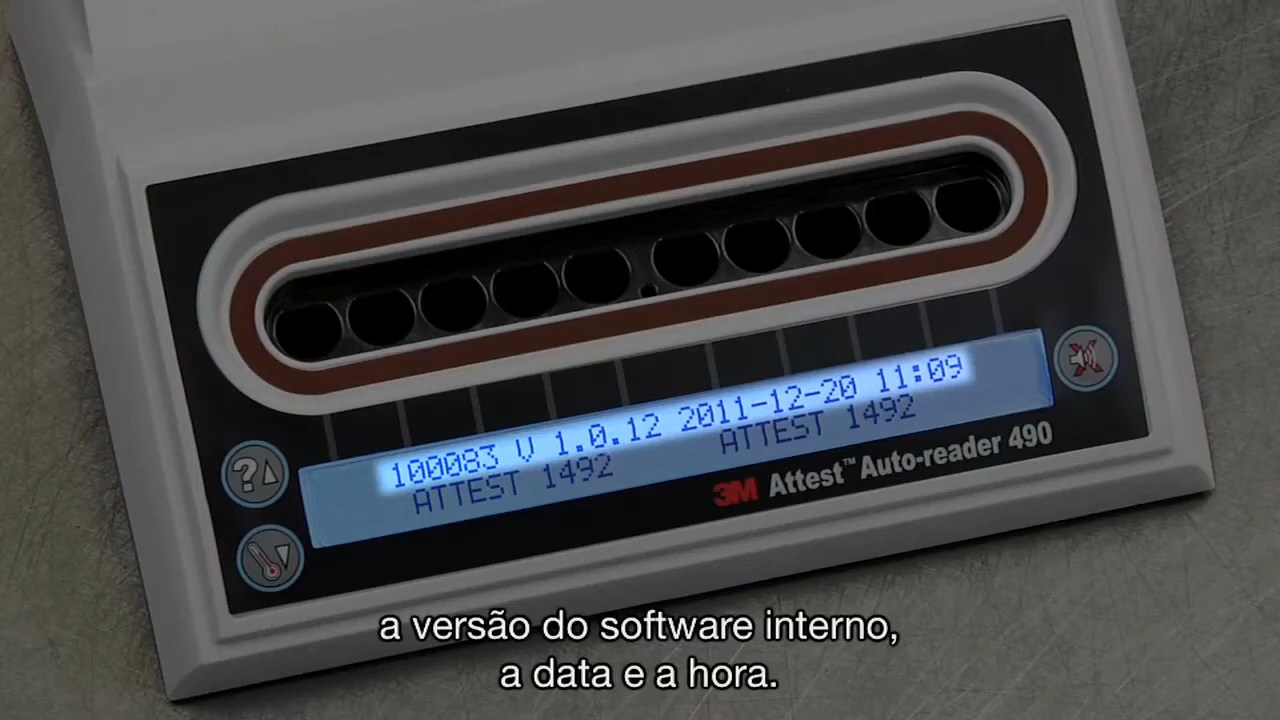 100083 V 1.0.12 2011-12-20 11:09
ATTEST 1492 ATTEST 1492
3M Attest™ Auto-reader 490
?
a versão do software interno,
a data e a hora.